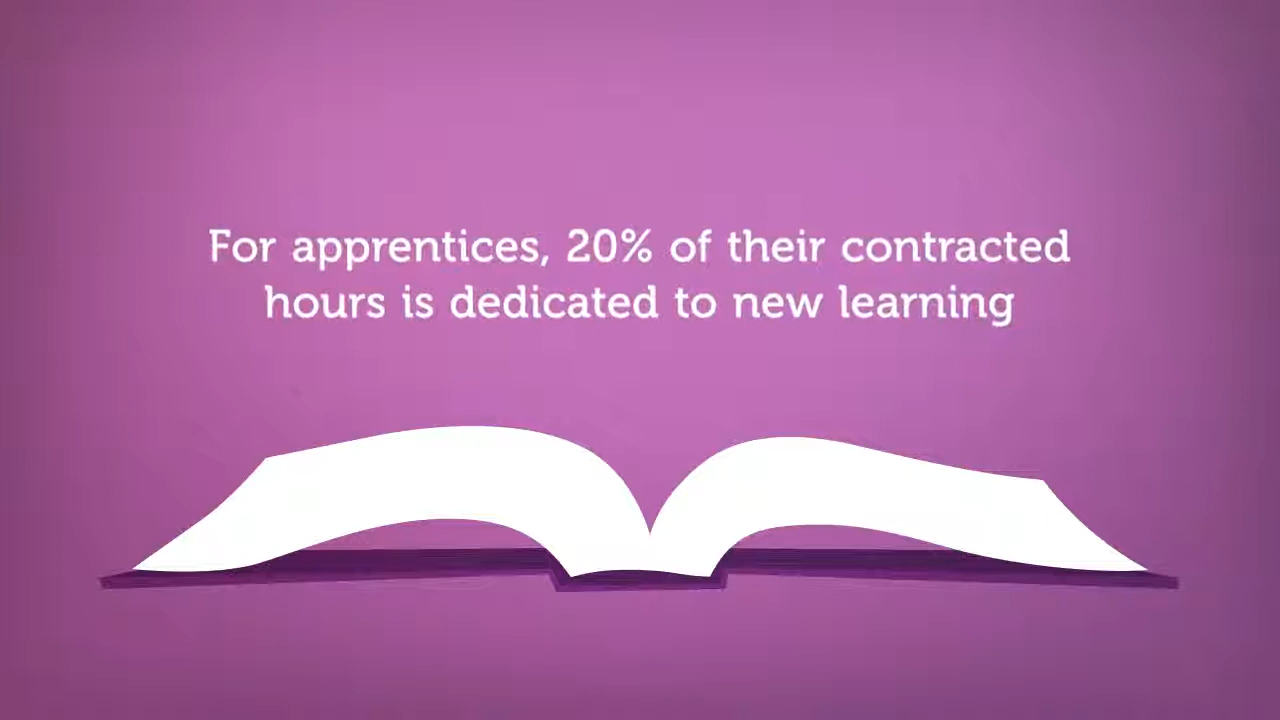 For apprentices, 20% of their contracted
hours is dedicated to new learning